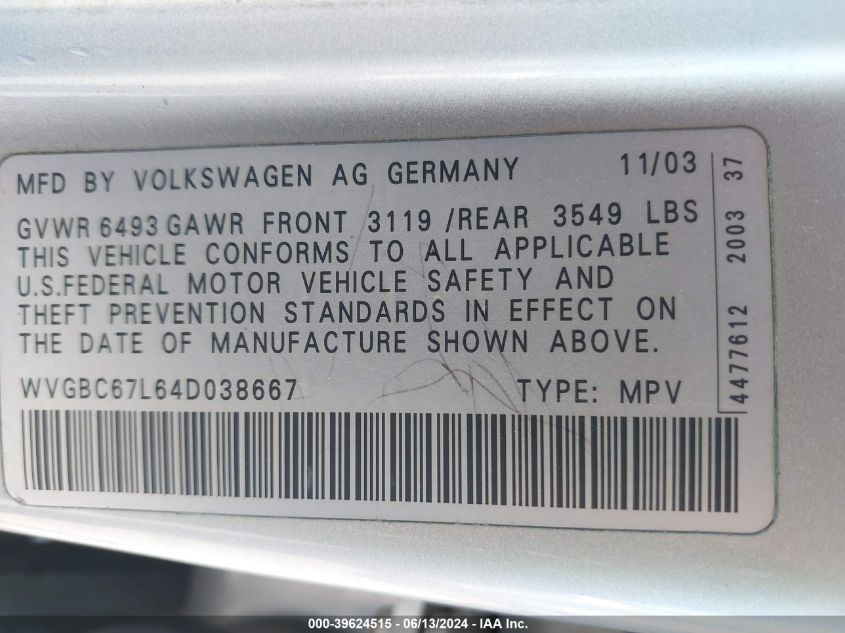 MFD BY VOLKSWAGEN AG GERMANY 11/03
GVWR 6493 GAWR FRONT 3119 /REAR 3549 LBS
THIS VEHICLE CONFORMS TO ALL APPLICABLE
U.S.FEDERAL MOTOR VEHICLE SAFETY AND
THEFT PREVENTION STANDARDS IN EFFECT ON
THE DATE OF MANUFACTURE SHOWN ABOVE.
WVGBC67L64D038667 TYPE: MPV
4477612 2003 37
000-39624515 - 06/13/2024 - IAA Inc.